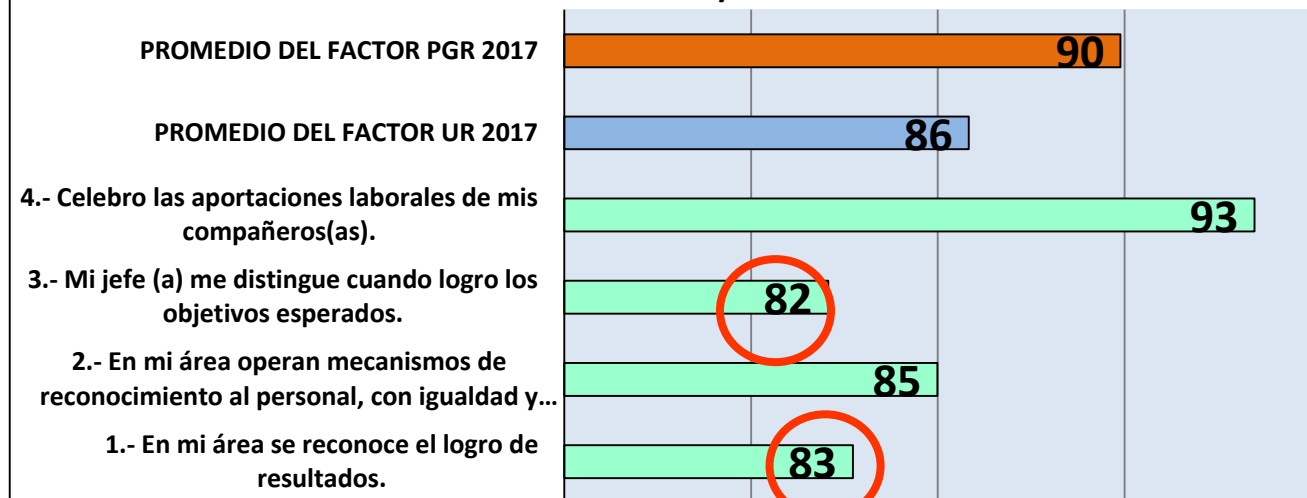 PROMEDIO DEL FACTOR PGR 2017
90
PROMEDIO DEL FACTOR UR 2017
86
4.- Celebro las aportaciones laborales de mis
compañeros(as).
93
3.- Mi jefe (a) me distingue cuando logro los
objetivos esperados.
82
2.- En mi área operan mecanismos de
reconocimiento al personal, con igualdad y...
85
1.- En mi área se reconoce el logro de
resultados.
83